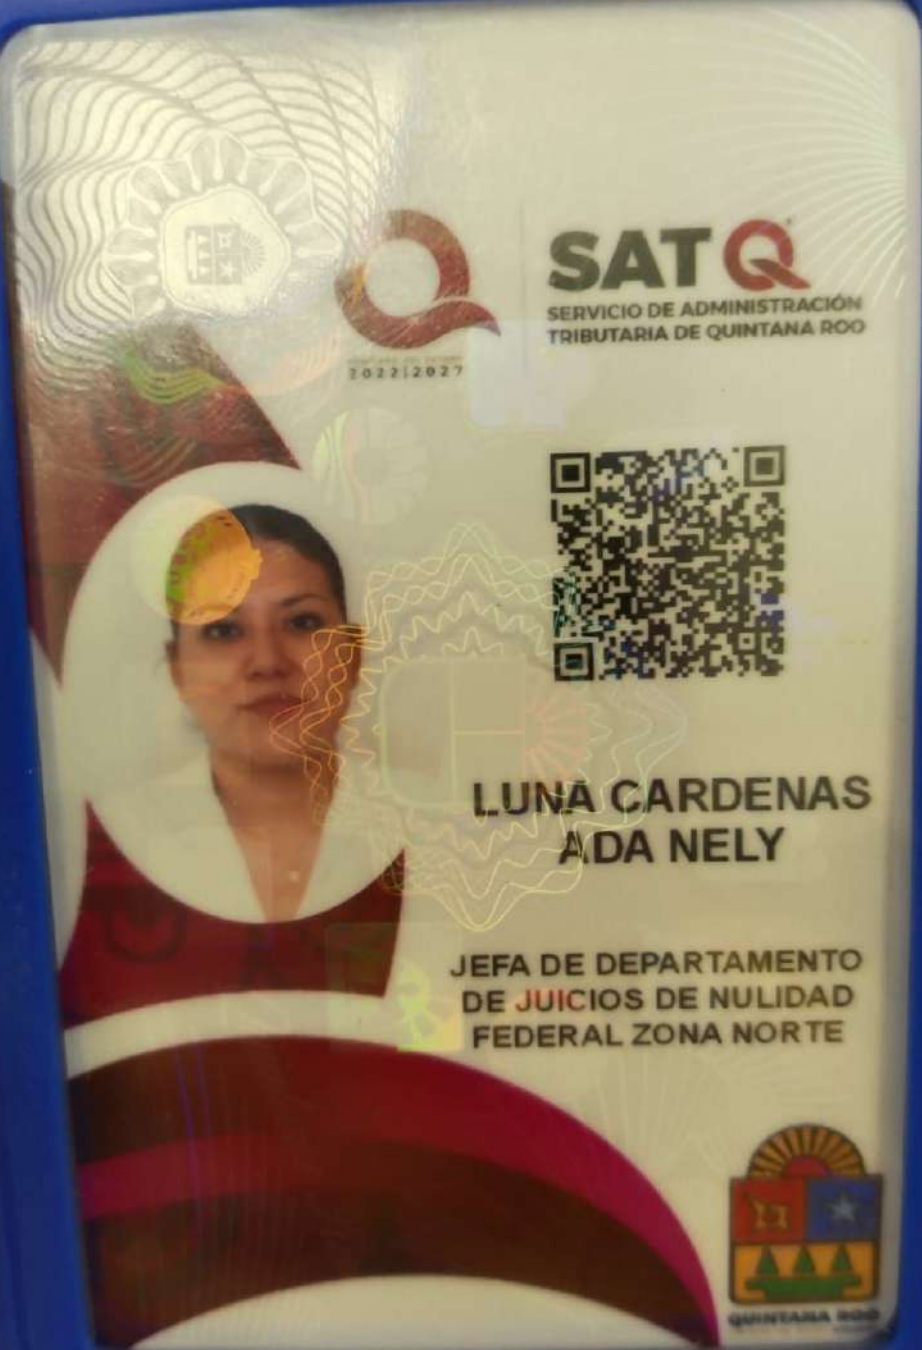 SATQ
SERVICIO DE ADMINISTRACIÓN
TRIBUTARIA DE QUINTANA ROO
2022|2027
LUNA CARDENAS
ADA NELY
JEFA DE DEPARTAMENTO
DE JUICIOS DE NULIDAD
FEDERAL ZONA NORTE
QUINTANA ROO